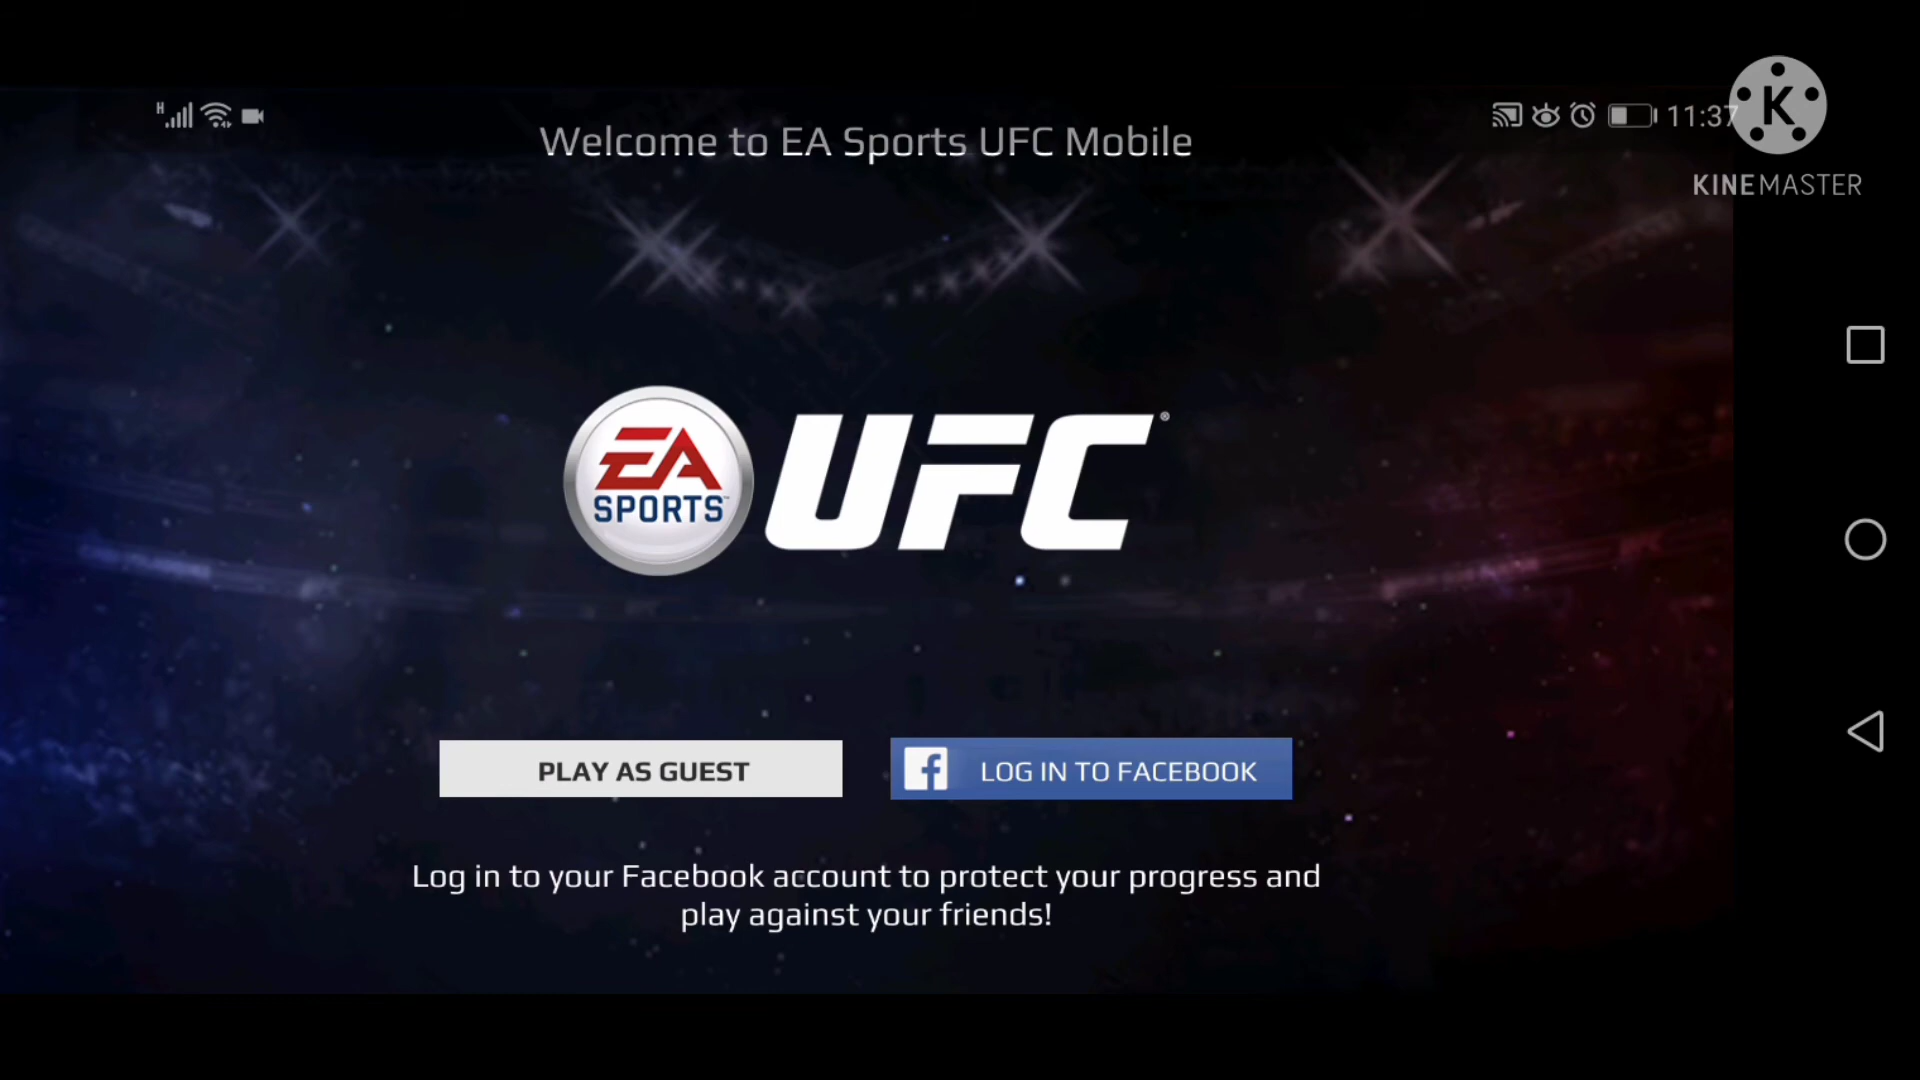 H
11:37
K
KINEMASTER
Welcome to EA Sports UFC Mobile
EA
SPORTS™
UFC®
PLAY AS GUEST
f LOG IN TO FACEBOOK
Log in to your Facebook account to protect your progress and
play against your friends!